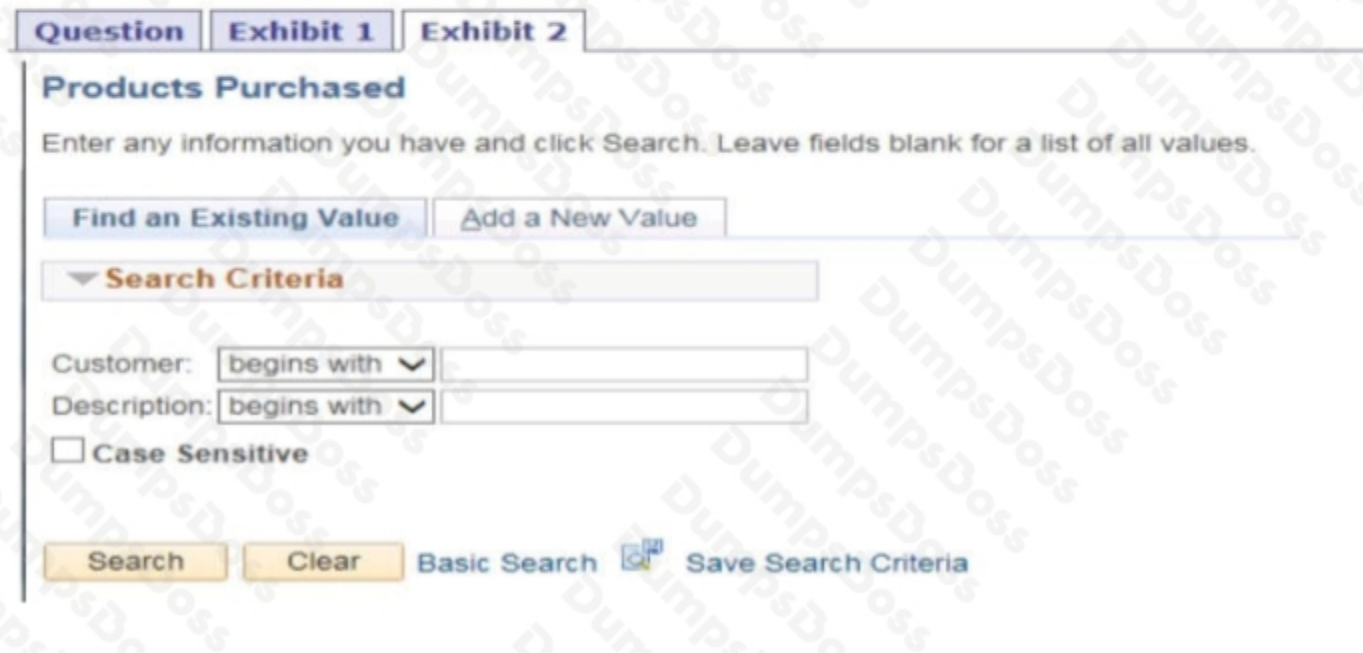 Question Exhibit 1 Exhibit 2
Products Purchased
Enter any information you have and click Search. Leave fields blank for a list of all values.
Find an Existing Value Add a New Value
Search Criteria
Customer: begins with
Description: begins with
Case Sensitive
Search Clear Basic Search Save Search Criteria
DumpsDoss